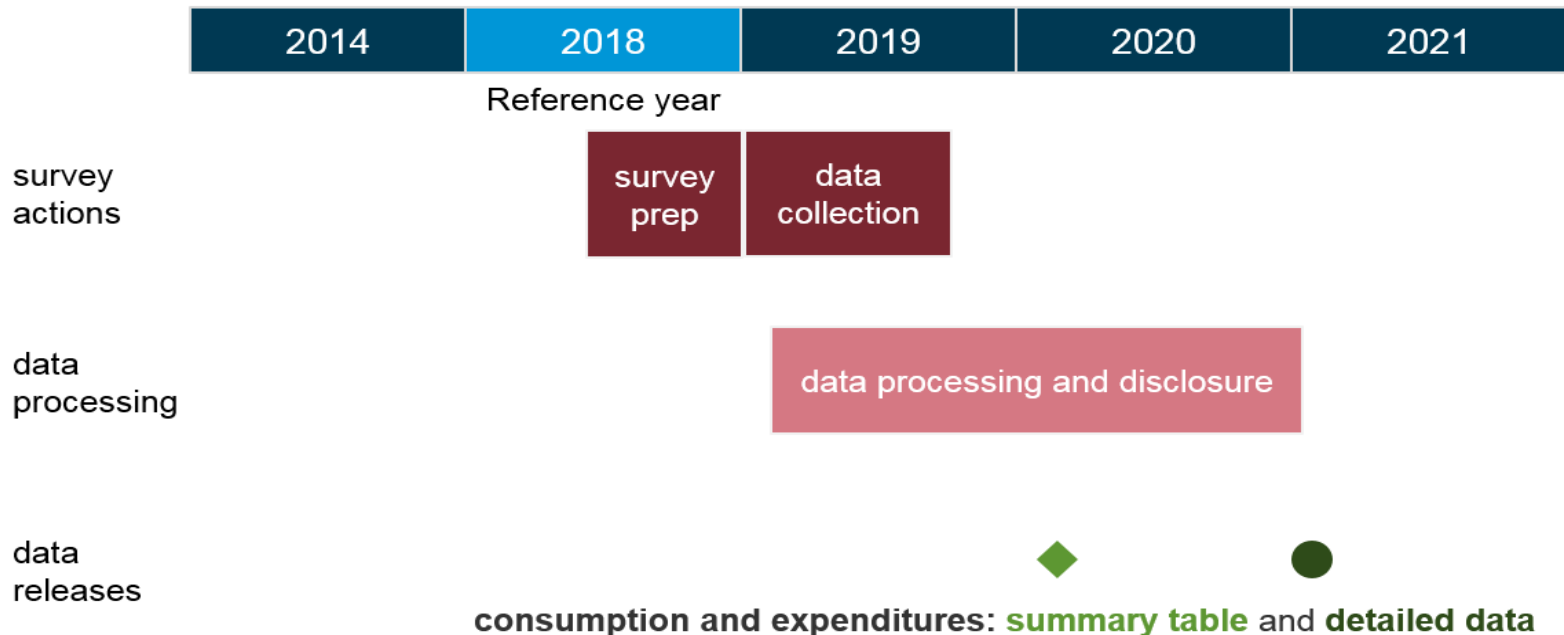 2014 2018 2019 2020 2021
Reference year
survey
actions
survey
prep
data
collection
data
processing
data processing and disclosure
data
releases
consumption and expenditures: summary table and detailed data